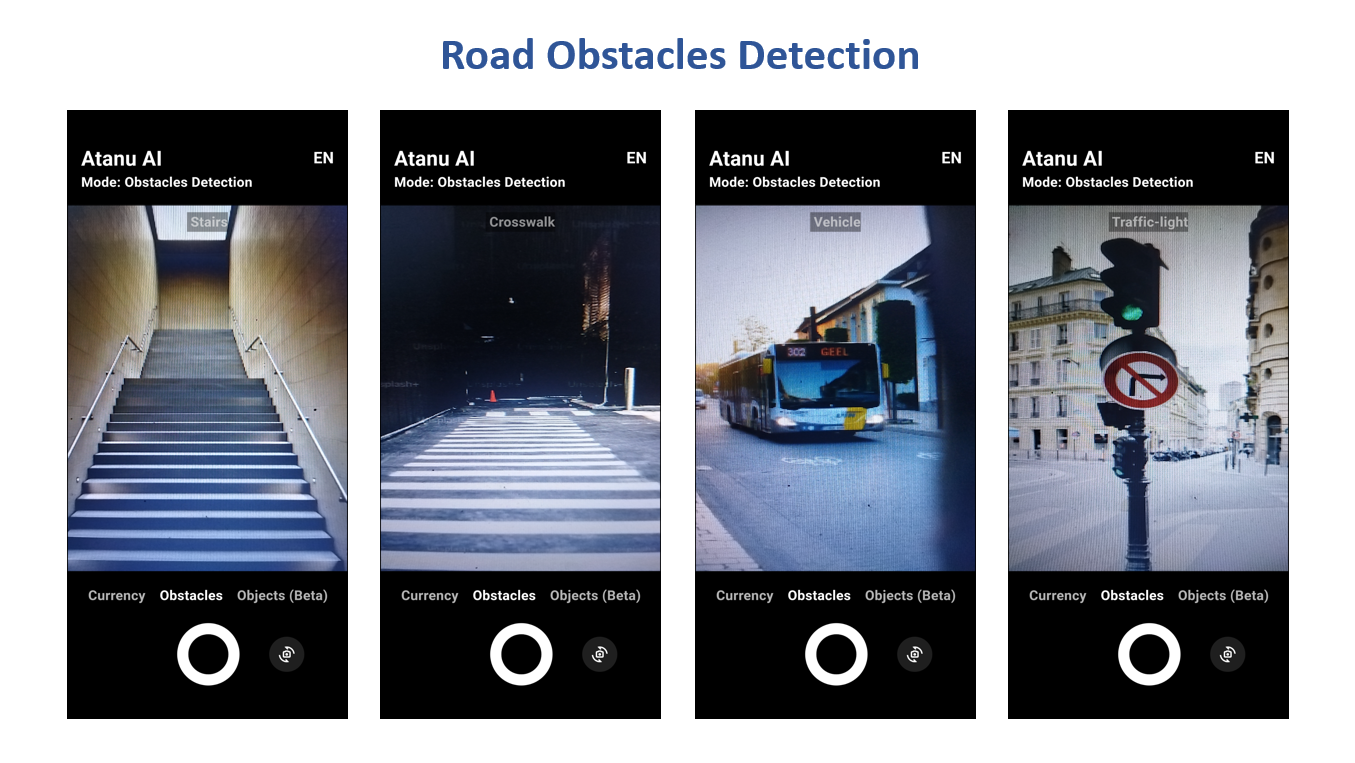 Road Obstacles Detection
Atanu AI EN
Mode: Obstacles Detection
Stairs
Currency Obstacles Objects (Beta)
Atanu AI EN
Mode: Obstacles Detection
Crosswalk
Currency Obstacles Objects (Beta)
Atanu AI EN
Mode: Obstacles Detection
Vehicle
302 GEEL
Currency Obstacles Objects (Beta)
Atanu AI EN
Mode: Obstacles Detection
Traffic-light
Currency Obstacles Objects (Beta)